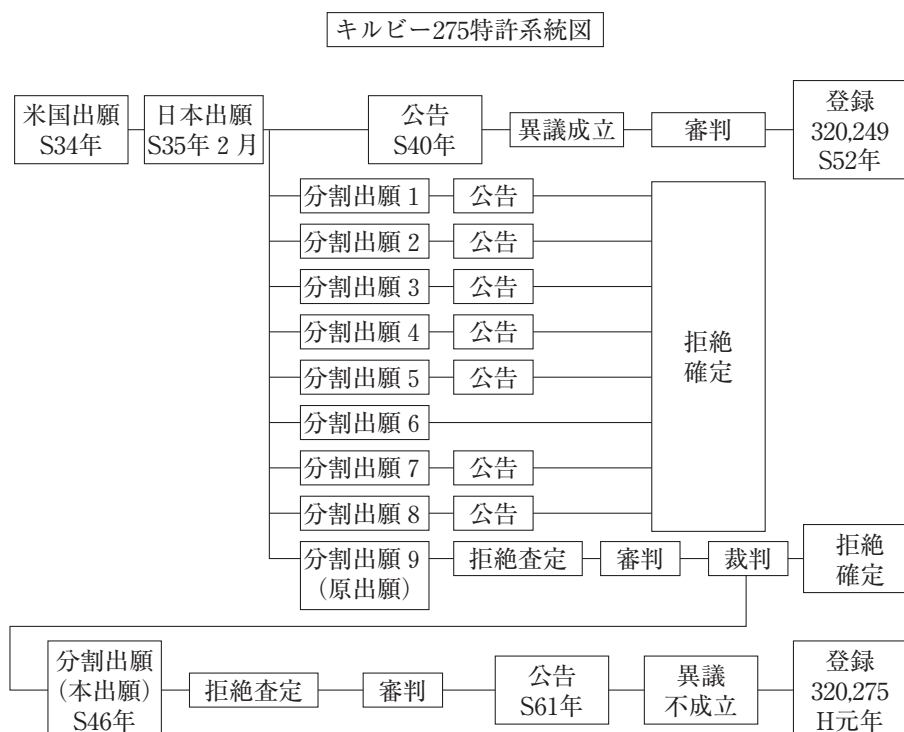 キルビー275特許系統図
米国出願
S34年
日本出願
S35年 2 月
公告
S40年
異議成立
審判
登録
320,249
S52年
分割出願 1
公告
分割出願 2
公告
分割出願 3
公告
分割出願 4
公告
分割出願 5
公告
分割出願 6
分割出願 7
公告
分割出願 8
公告
拒絶
確定
分割出願 9
(原出願)
拒絶査定
審判
裁判
拒絶
確定
分割出願
(本出願)
S46年
拒絶査定
審判
公告
S61年
異議
不成立
登録
320,275
H元年